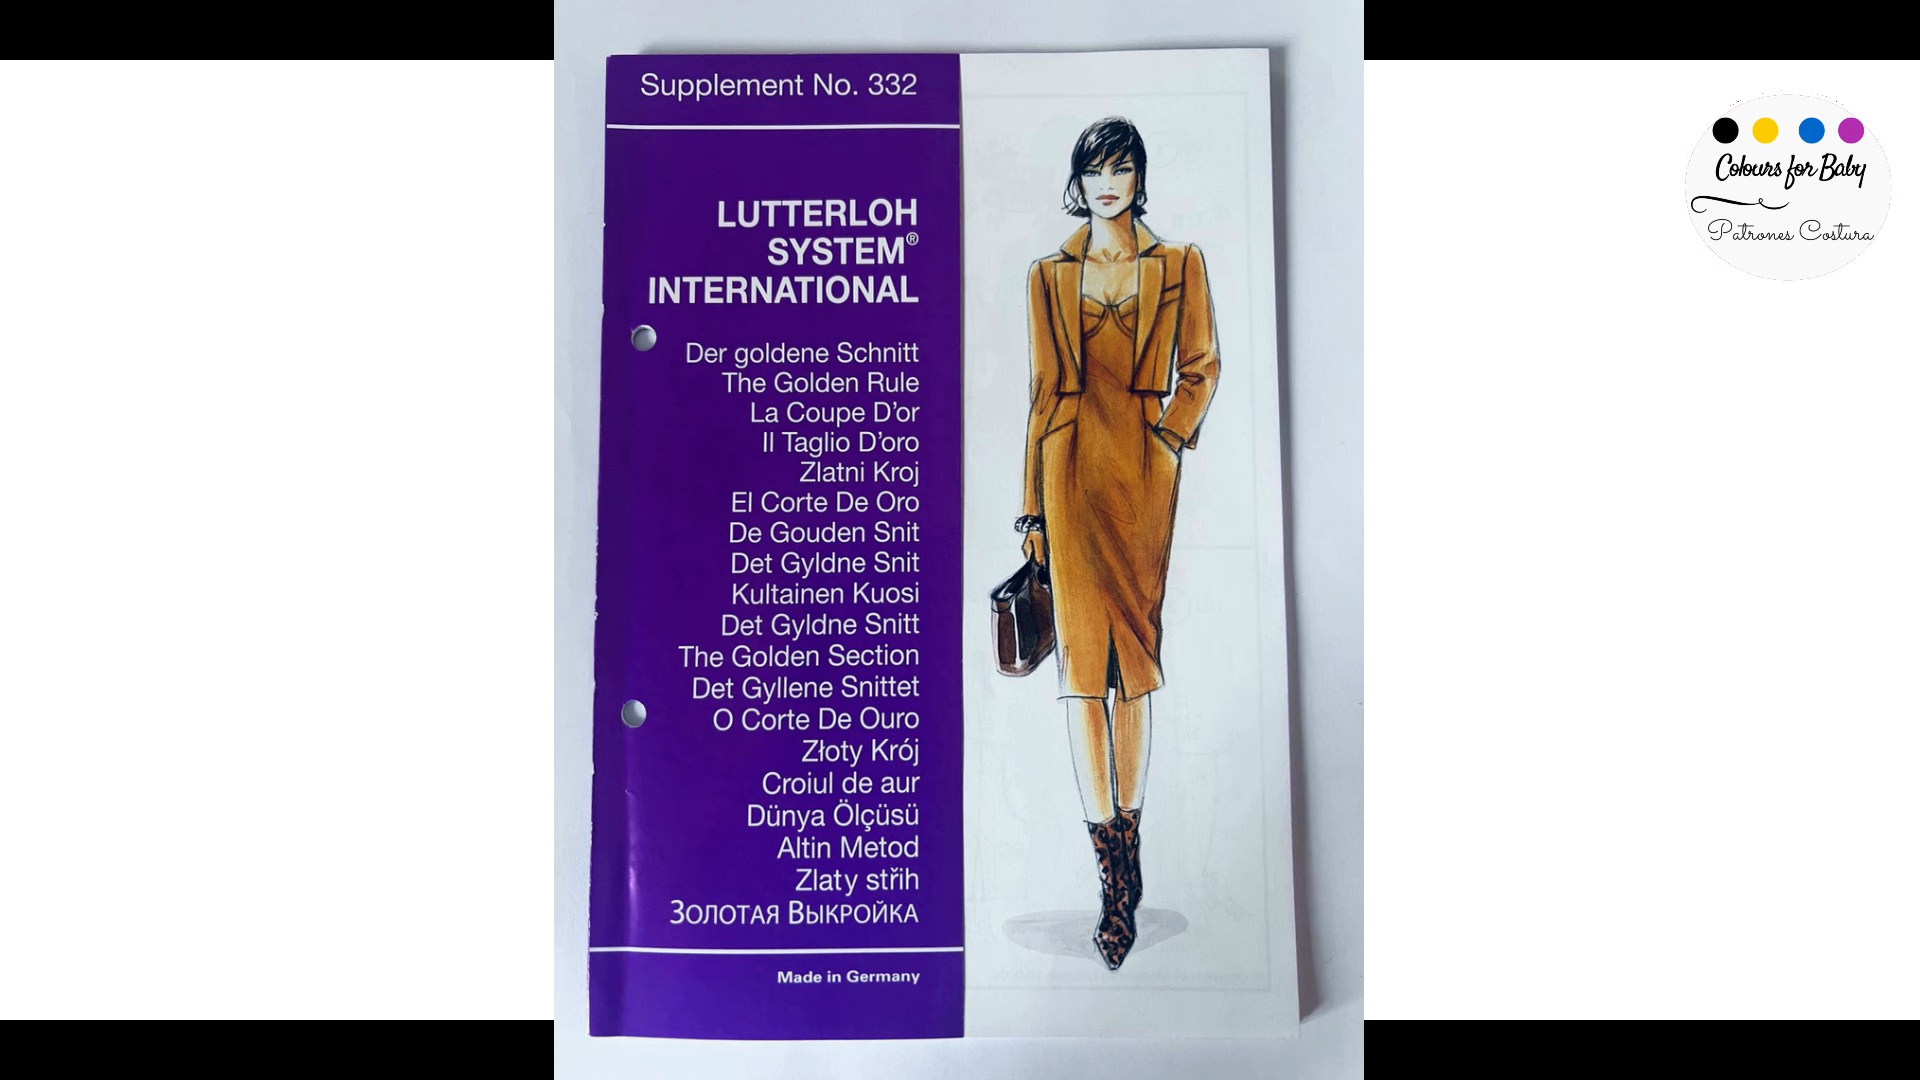 Supplement No. 332
LUTTERLOH
SYSTEM®
INTERNATIONAL
Der goldene Schnitt
The Golden Rule
La Coupe D’or
Il Taglio D’oro
Zlatni Kroj
El Corte De Oro
De Gouden Snit
Det Gyldne Snit
Kultainen Kuosi
Det Gyldne Snitt
The Golden Section
Det Gyllene Snittet
O Corte De Ouro
Złoty Krój
Croiul de aur
Dünya Ölçüsü
Altin Metod
Zlaty střih
Золотая Выкройка
Made in Germany
Colours for Baby
Patrones Costura